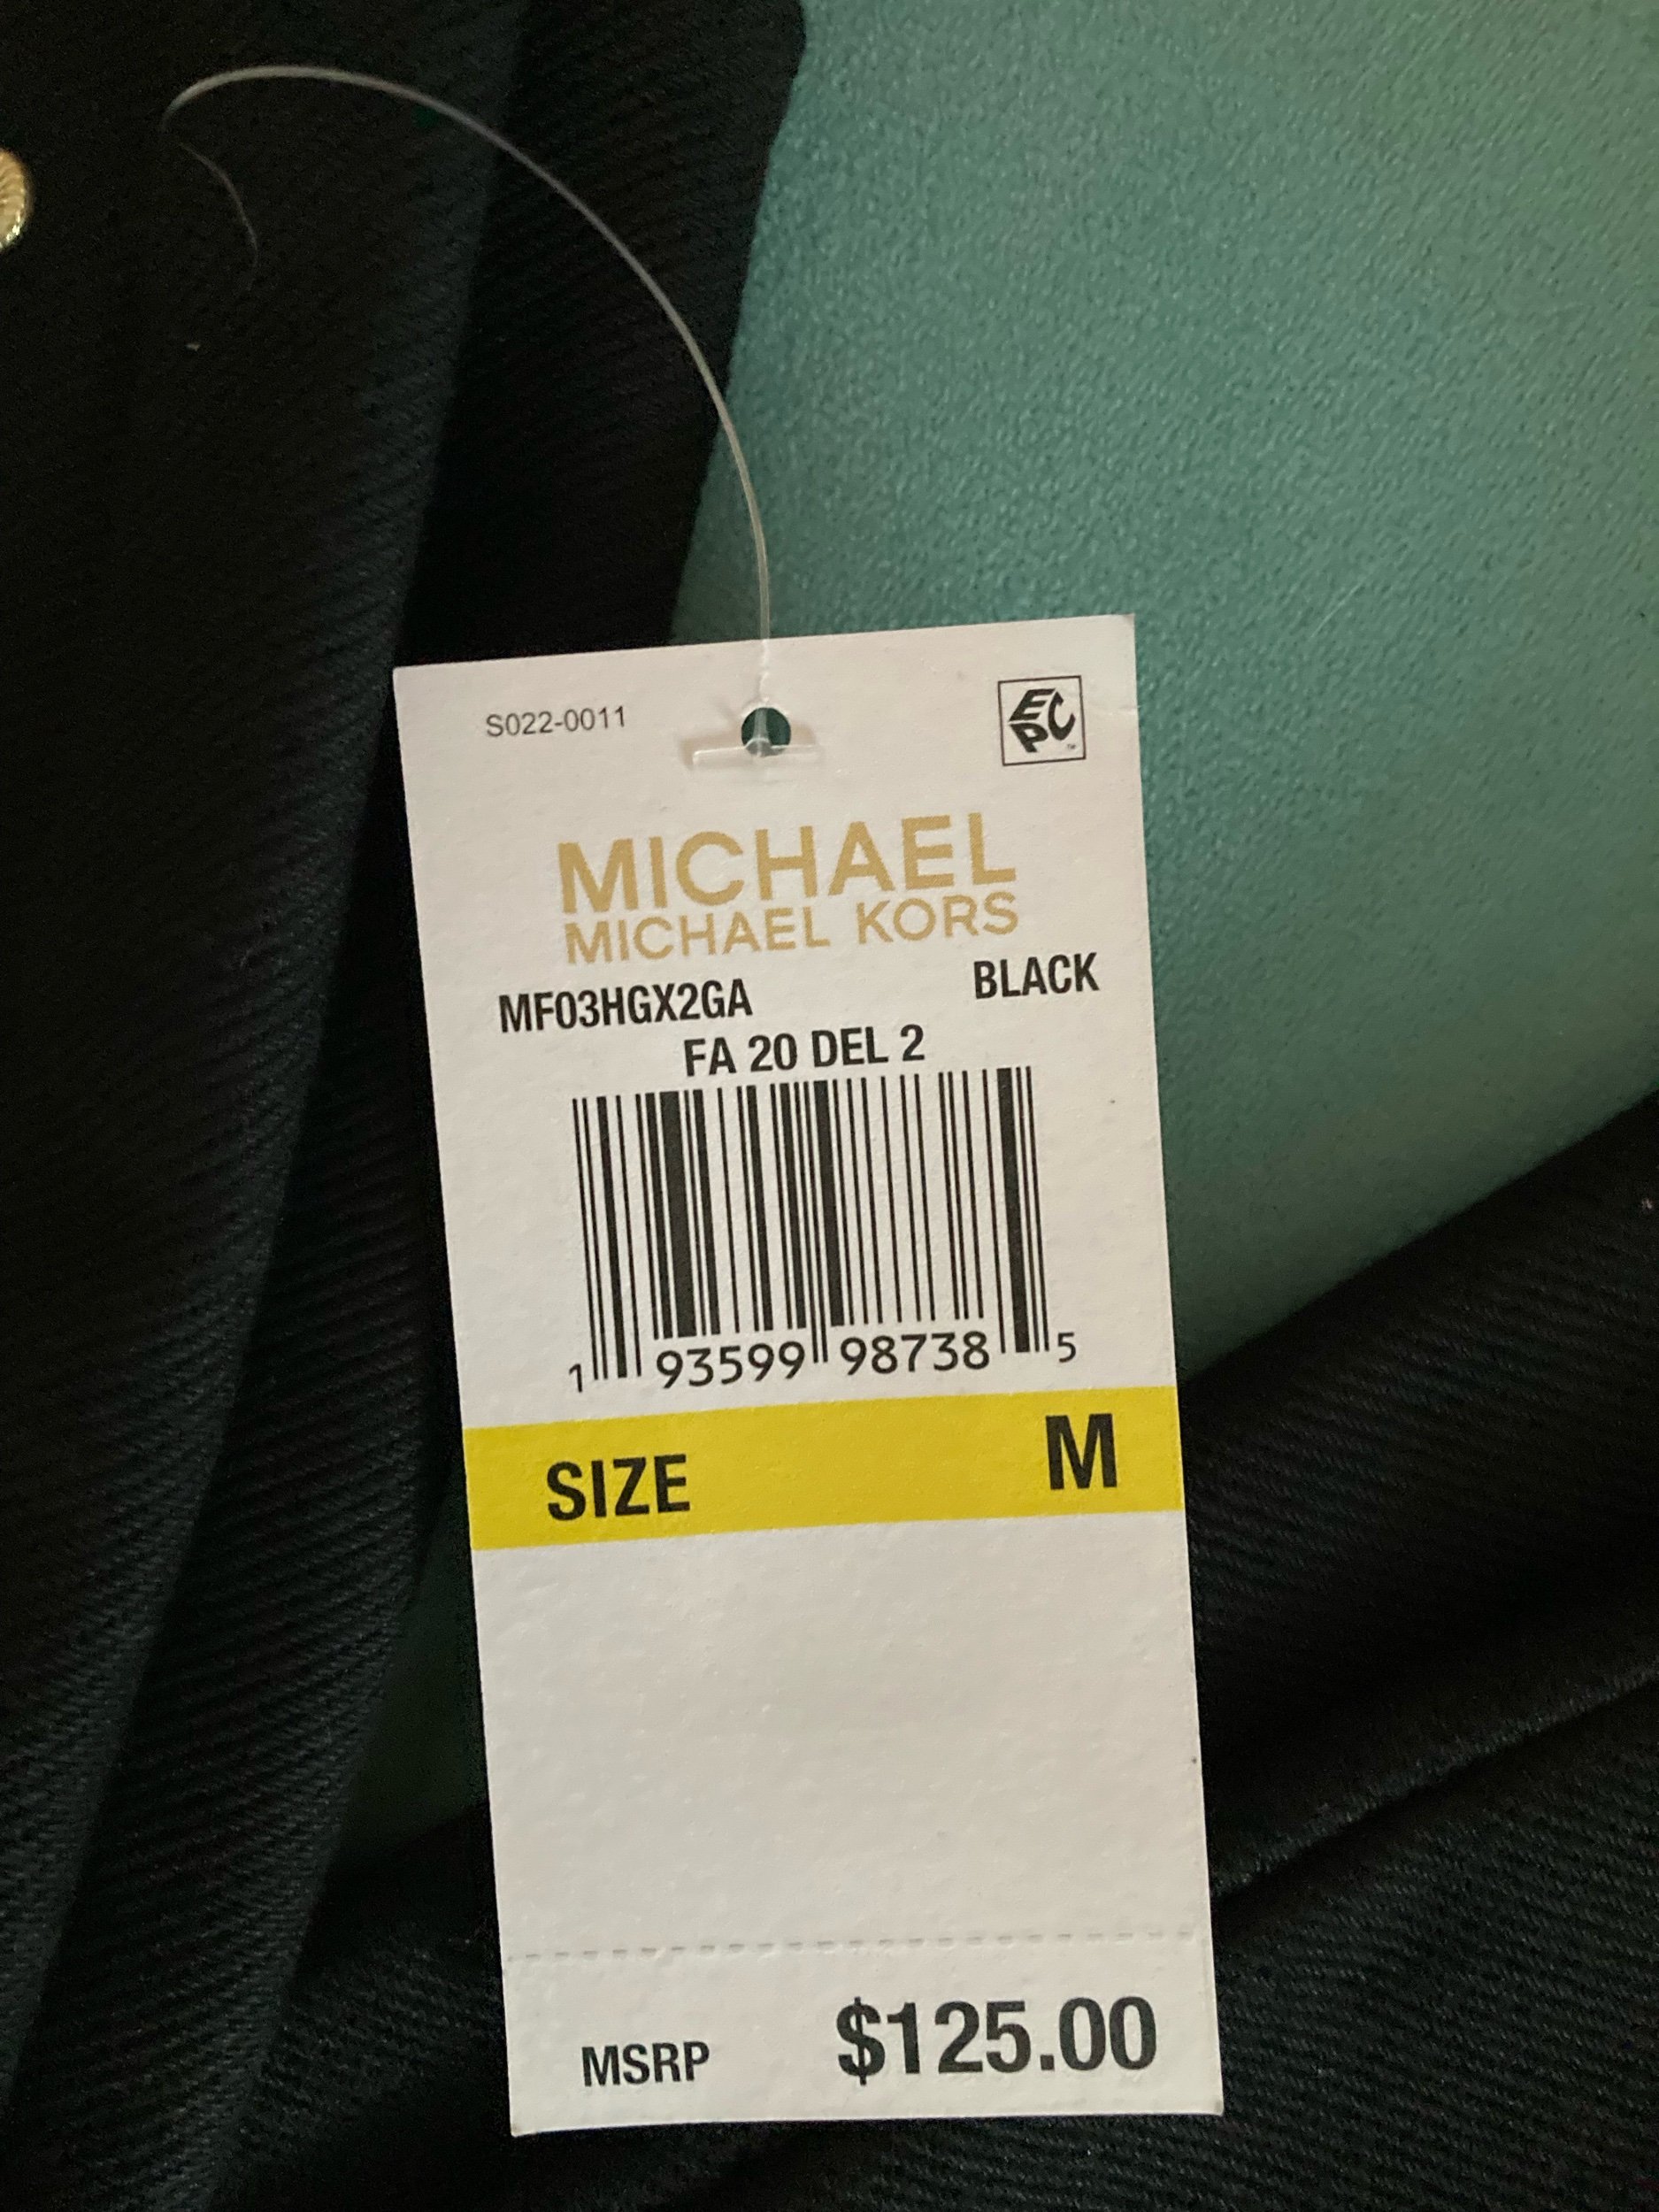 S022-0011
EPC
MICHAEL
MICHAEL KORS
MF03HGX2GA BLACK
FA 20 DEL 2
1 93599 98738 5
SIZE M
MSRP $125.00